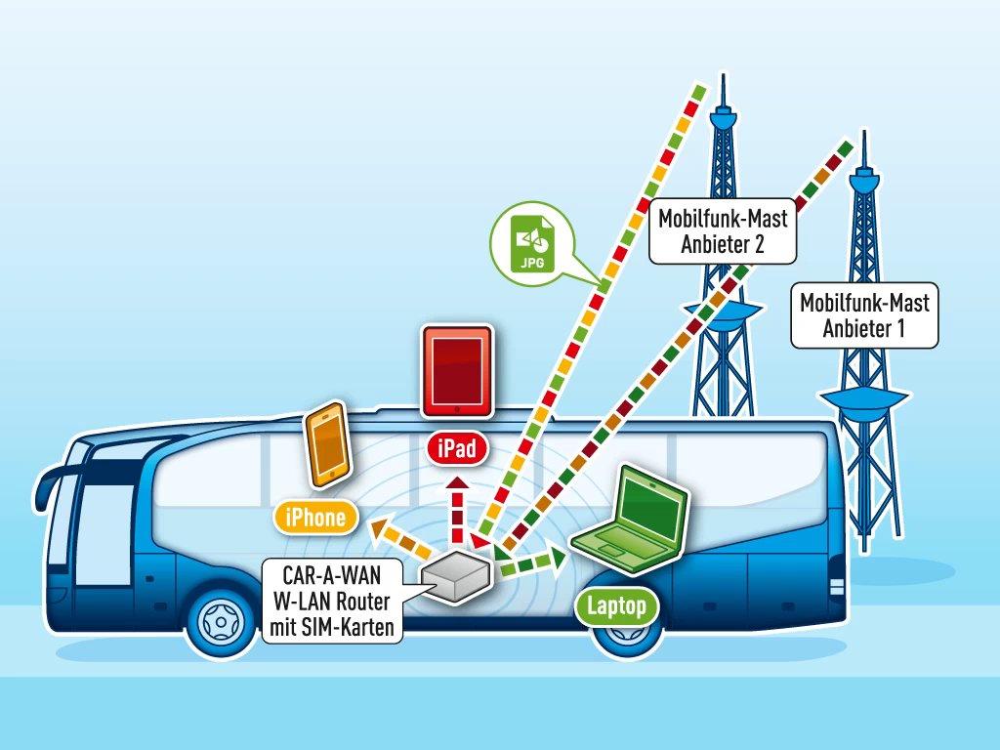 JPG
Mobilfunk-Mast
Anbieter 2
Mobilfunk-Mast
Anbieter 1
iPad
iPhone
CAR-A-WAN
W-LAN Router
mit SIM-Karten
Laptop